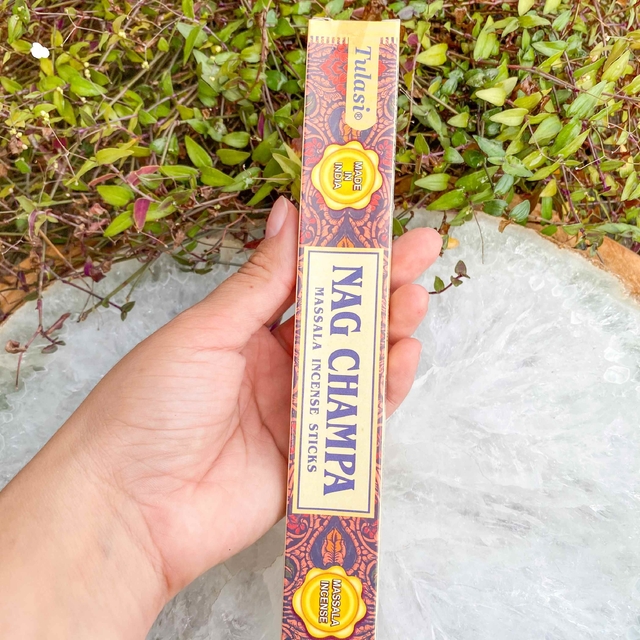 Tulasi®
MADE
IN
INDIA
NAG CHAMPA
MASSALA INCENSE STICKS
MASSALA
INCENSE